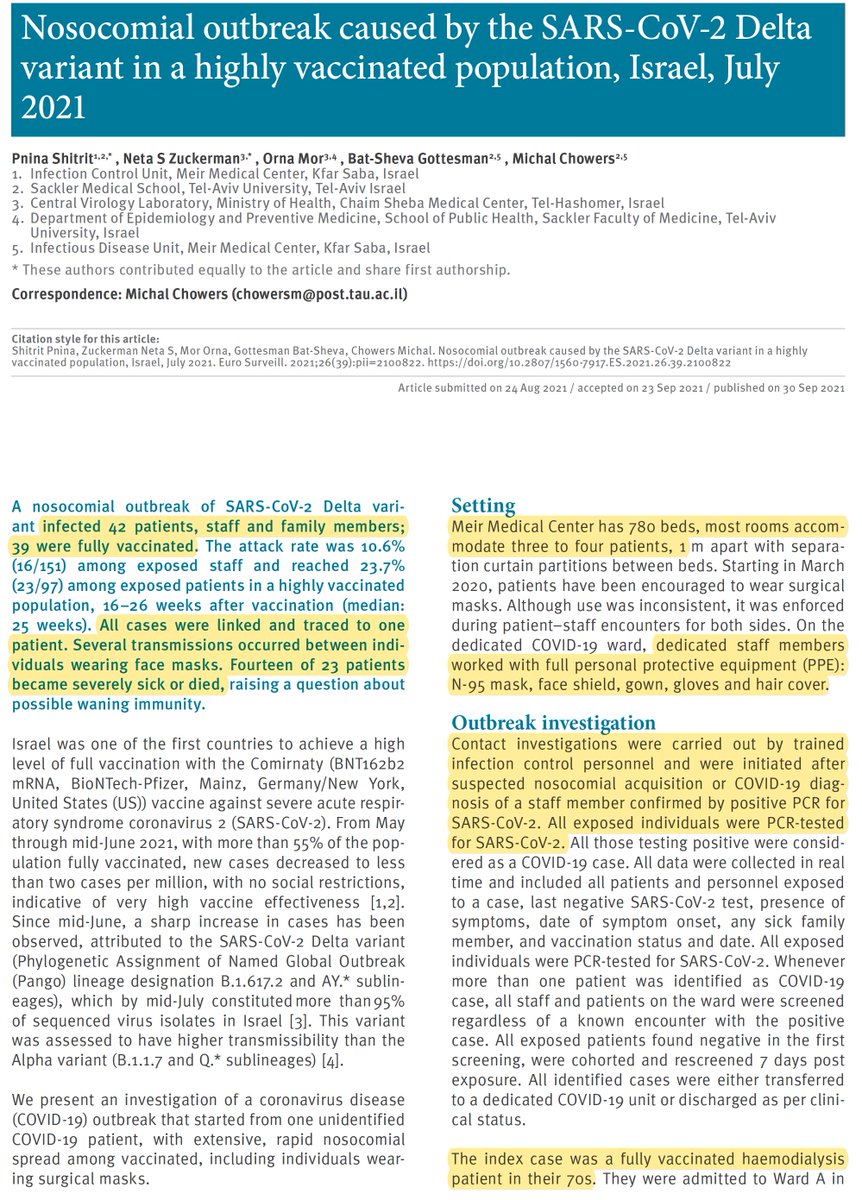 Nosocomial outbreak caused by the SARS-CoV-2 Delta
variant in a highly vaccinated population, Israel, July
2021
Pnina Shitrit¹,²,* , Neta S Zuckerman³,* , Orna Mor³,⁴ , Bat-Sheva Gottesman²,⁵ , Michal Chowers²,⁵
1. Infection Control Unit, Meir Medical Center, Kfar Saba, Israel
2. Sackler Medical School, Tel-Aviv University, Tel-Aviv Israel
3. Central Virology Laboratory, Ministry of Health, Chaim Sheba Medical Center, Tel-Hashomer, Israel
4. Department of Epidemiology and Preventive Medicine, School of Public Health, Sackler Faculty of Medicine, Tel-Aviv
University, Israel
5. Infectious Disease Unit, Meir Medical Center, Kfar Saba, Israel
* These authors contributed equally to the article and share first authorship.
Correspondence: Michal Chowers (chowersm@post.tau.ac.il)
Citation style for this article:
Shitrit Pnina, Zuckerman Neta S, Mor Orna, Gottesman Bat-Sheva, Chowers Michal. Nosocomial outbreak caused by the SARS-CoV-2 Delta variant in a highly
vaccinated population, Israel, July 2021. Euro Surveill. 2021;26(39):pii=2100822. https://doi.org/10.2807/1560-7917.ES.2021.26.39.2100822
Article submitted on 24 Aug 2021 / accepted on 23 Sep 2021 / published on 30 Sep 2021
A nosocomial outbreak of SARS-CoV-2 Delta vari-
ant infected 42 patients, staff and family members;
39 were fully vaccinated. The attack rate was 10.6%
(16/151) among exposed staff and reached 23.7%
(23/97) among exposed patients in a highly vaccinated
population, 16–26 weeks after vaccination (median:
25 weeks). All cases were linked and traced to one
patient. Several transmissions occurred between indi-
viduals wearing face masks. Fourteen of 23 patients
became severely sick or died, raising a question about
possible waning immunity.
Israel was one of the first countries to achieve a high
level of full vaccination with the Comirnaty (BNT162b2
mRNA, BioNTech-Pfizer, Mainz, Germany/New York,
United States (US)) vaccine against severe acute respir-
atory syndrome coronavirus 2 (SARS-CoV-2). From May
through mid-June 2021, with more than 55% of the pop-
ulation fully vaccinated, new cases decreased to less
than two cases per million, with no social restrictions,
indicative of very high vaccine effectiveness [1,2].
Since mid-June, a sharp increase in cases has been
observed, attributed to the SARS-CoV-2 Delta variant
(Phylogenetic Assignment of Named Global Outbreak
(Pango) lineage designation B.1.617.2 and AY.* sublin-
eages), which by mid-July constituted more than 95%
of sequenced virus isolates in Israel [3]. This variant
was assessed to have higher transmissibility than the
Alpha variant (B.1.1.7 and Q.* sublineages) [4].
We present an investigation of a coronavirus disease
(COVID-19) outbreak that started from one unidentified
COVID-19 patient, with extensive, rapid nosocomial
spread among vaccinated, including individuals wear-
ing surgical masks.
Setting
Meir Medical Center has 780 beds, most rooms accom-
modate three to four patients, 1 m apart with separa-
tion curtain partitions between beds. Starting in March
2020, patients have been encouraged to wear surgical
masks. Although use was inconsistent, it was enforced
during patient–staff encounters for both sides. On the
dedicated COVID-19 ward, dedicated staff members
worked with full personal protective equipment (PPE):
N-95 mask, face shield, gown, gloves and hair cover.
Outbreak investigation
Contact investigations were carried out by trained
infection control personnel and were initiated after
suspected nosocomial acquisition or COVID-19 diag-
nosis of a staff member confirmed by positive PCR for
SARS-CoV-2. All exposed individuals were PCR-tested
for SARS-CoV-2. All those testing positive were consid-
ered as a COVID-19 case. All data were collected in real
time and included all patients and personnel exposed
to a case, last negative SARS-CoV-2 test, presence of
symptoms, date of symptom onset, any sick family
member, and vaccination status and date. All exposed
individuals were PCR-tested for SARS-CoV-2. Whenever
more than one patient was identified as COVID-19
case, all staff and patients on the ward were screened
regardless of a known encounter with the positive
case. All exposed patients found negative in the first
screening, were cohorted and rescreened 7 days post
exposure. All identified cases were either transferred
to a dedicated COVID-19 unit or discharged as per clini-
cal status.
The index case was a fully vaccinated haemodialysis
patient in their 70s. They were admitted to Ward A in